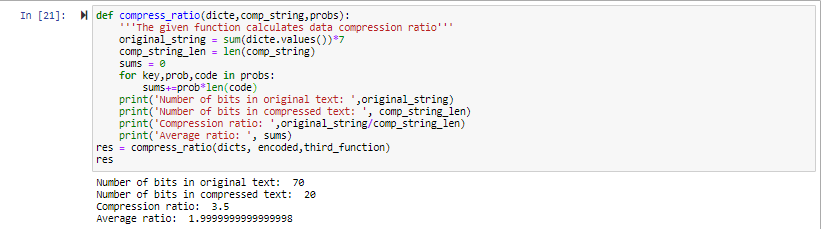 In [21]: def compress_ratio(dicte,comp_string,probs):
'''The given function calculates data compression ratio'''
original_string = sum(dicte.values())*7
comp_string_len = len(comp_string)
sums = 0
for key,prob,code in probs:
sums+=prob*len(code)
print('Number of bits in original text: ',original_string)
print('Number of bits in compressed text: ', comp_string_len)
print('Compression ratio: ',original_string/comp_string_len)
print('Average ratio: ', sums)
res = compress_ratio(dicts, encoded,third_function)
res
Number of bits in original text:  70
Number of bits in compressed text:  20
Compression ratio:  3.5
Average ratio:  1.9999999999999998